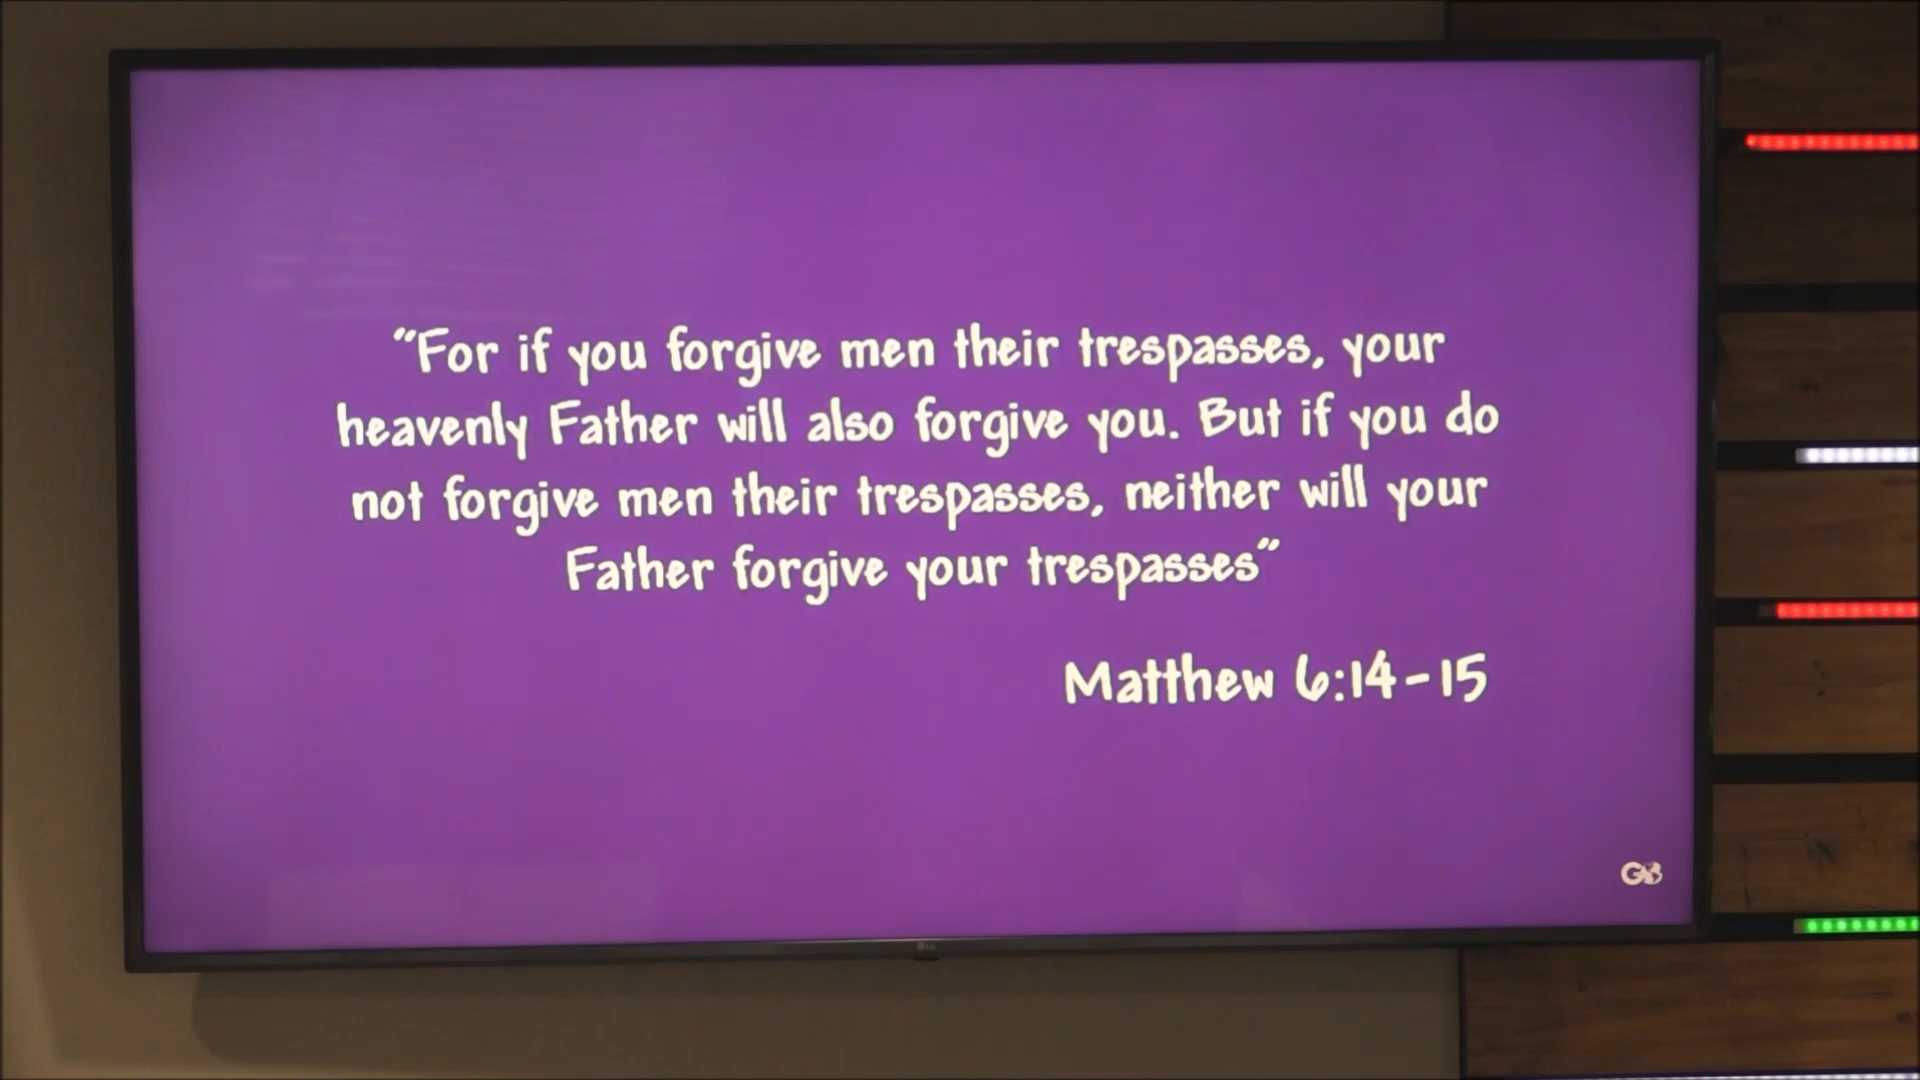 “For if you forgive men their trespasses, your
heavenly Father will also forgive you. But if you do
not forgive men their trespasses, neither will your
Father forgive your trespasses”
Matthew 6:14-15
LG